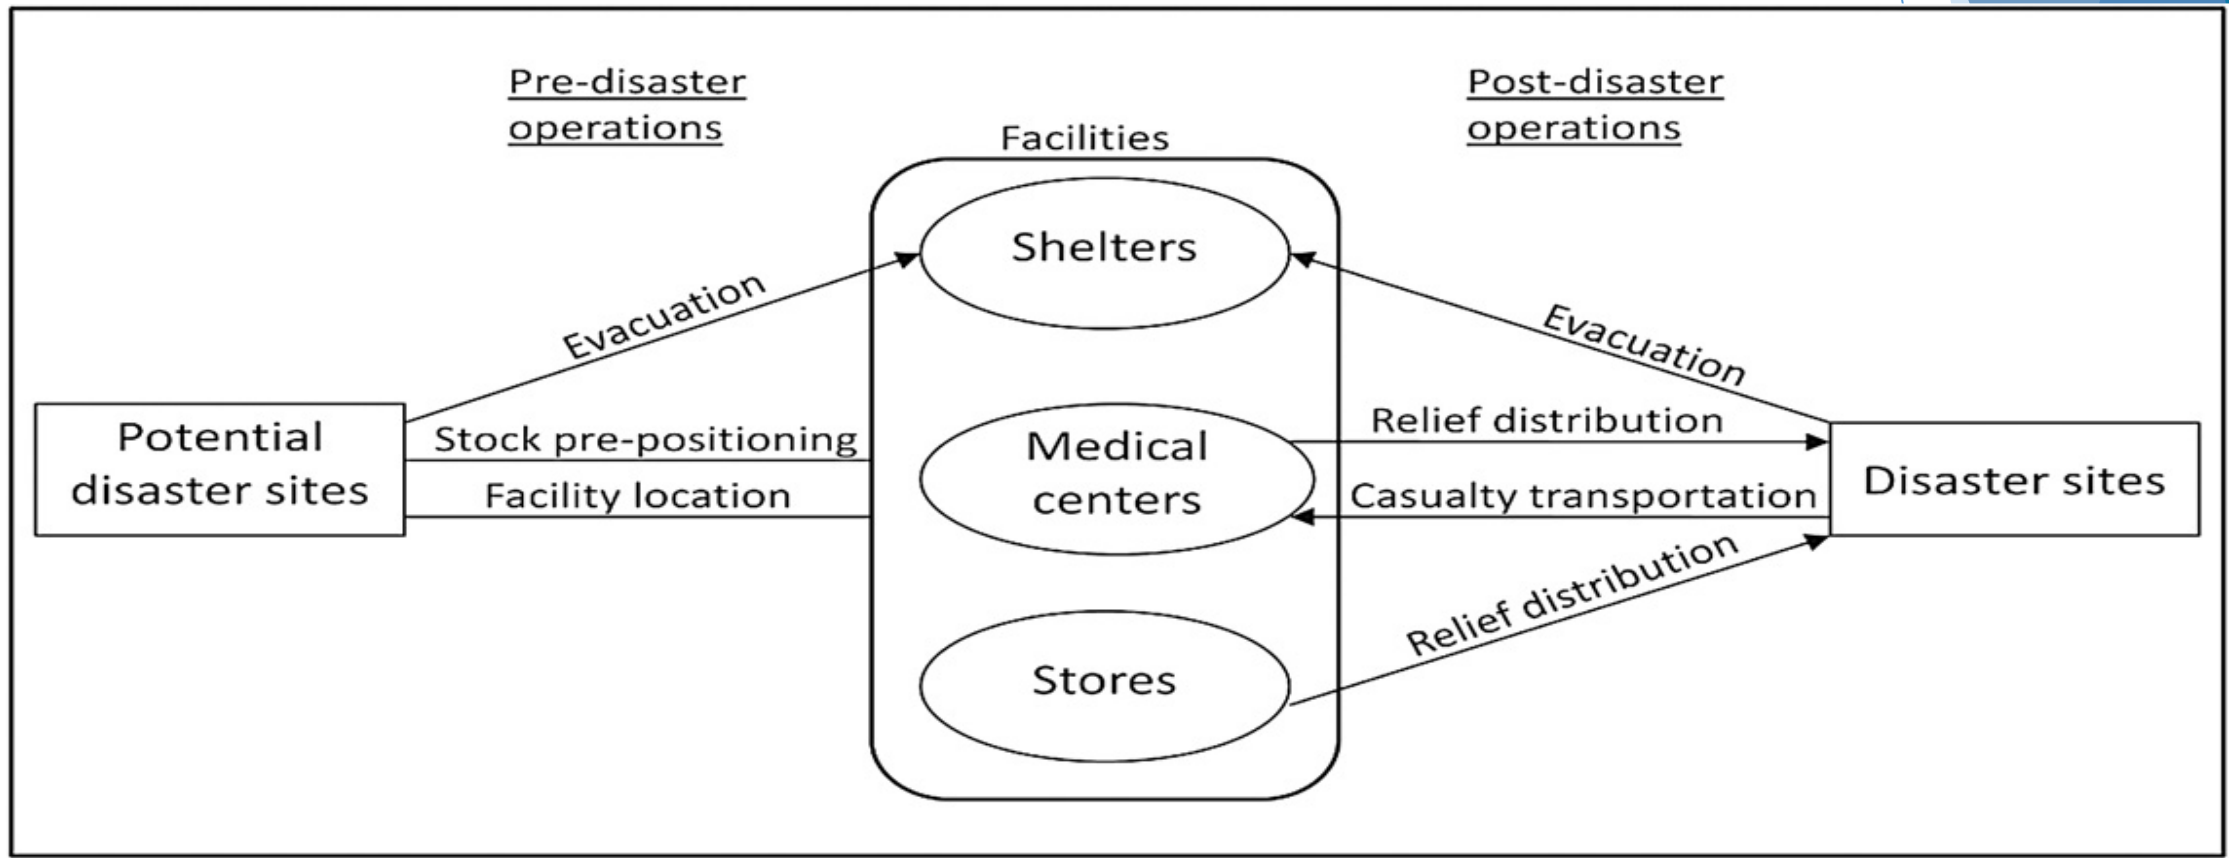 Pre-disaster
operations
Post-disaster
operations
Facilities
Shelters
Evacuation
Evacuation
Potential
disaster sites
Stock pre-positioning
Facility location
Medical
centers
Relief distribution
Casualty transportation
Disaster sites
Relief distribution
Stores